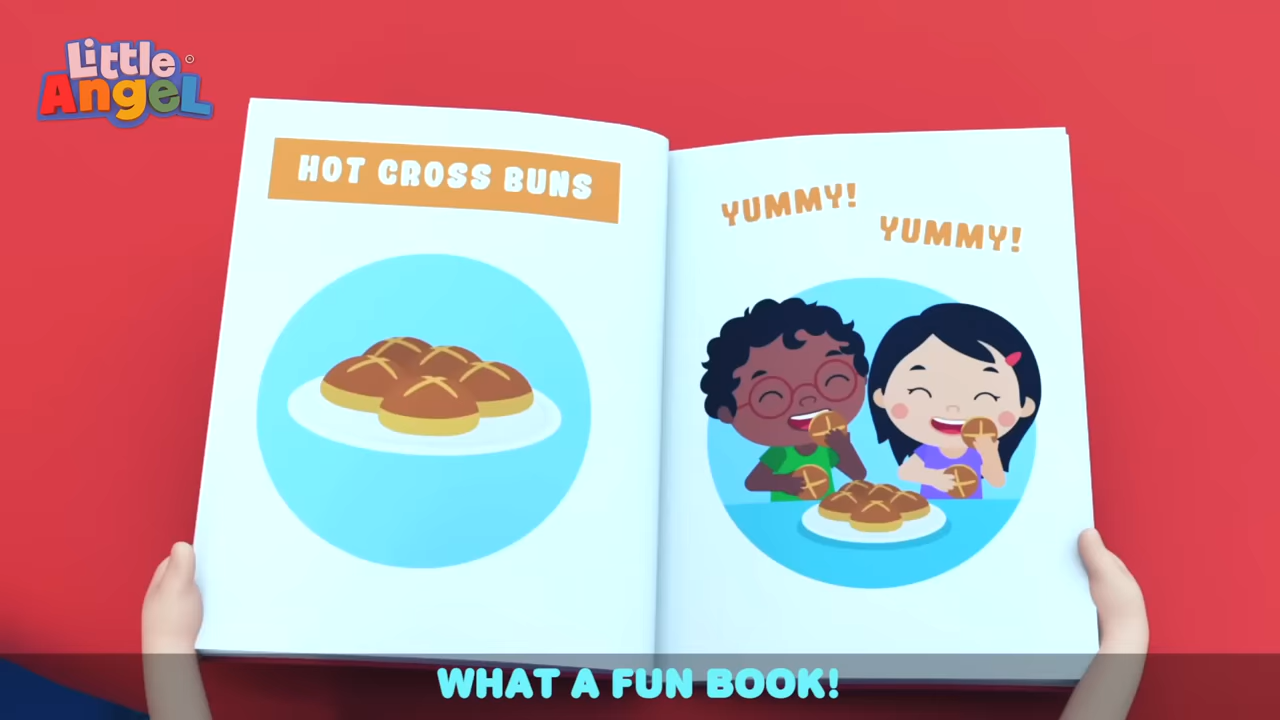 Little
Angel
HOT CROSS BUNS
YUMMY!
YUMMY!
WHAT A FUN BOOK!